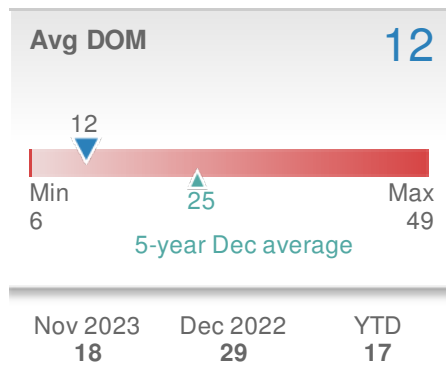 Avg DOM 12
12
Min Max
6 25 49
5-year Dec average
Nov 2023 Dec 2022 YTD
18 29 17